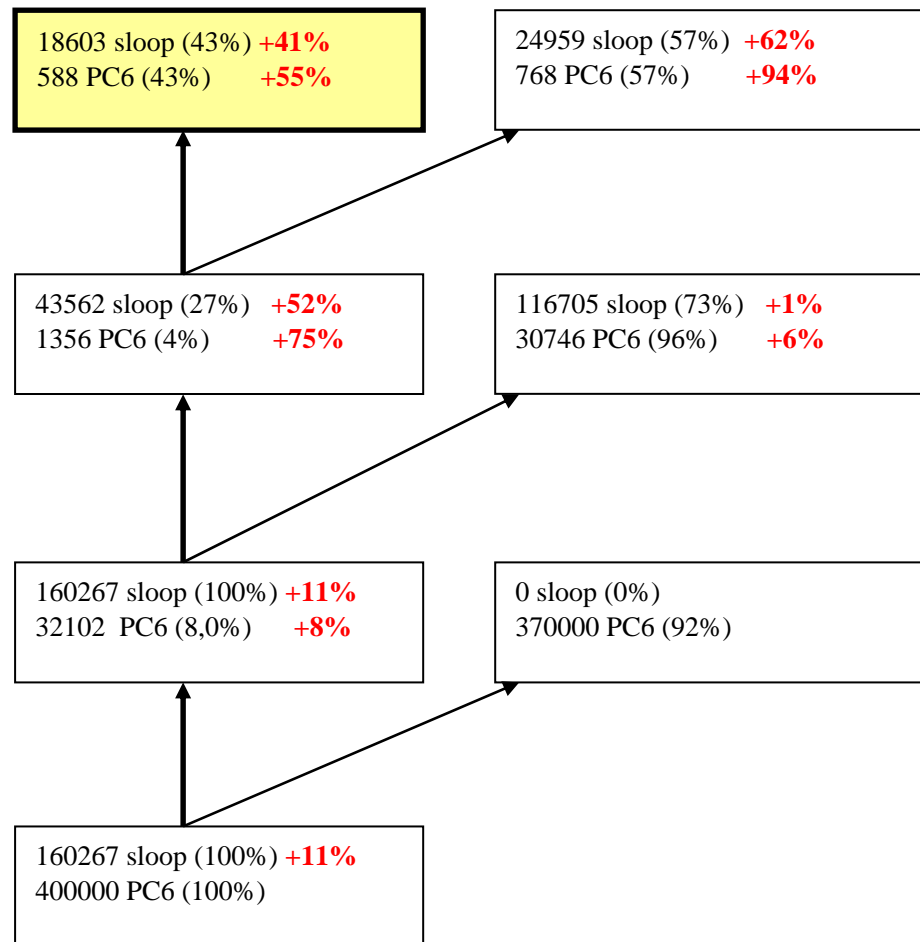 18603 sloop (43%) +41%
588 PC6 (43%) +55%
24959 sloop (57%) +62%
768 PC6 (57%) +94%
43562 sloop (27%) +52%
1356 PC6 (4%) +75%
116705 sloop (73%) +1%
30746 PC6 (96%) +6%
160267 sloop (100%) +11%
32102 PC6 (8,0%) +8%
0 sloop (0%)
370000 PC6 (92%)
160267 sloop (100%) +11%
400000 PC6 (100%)